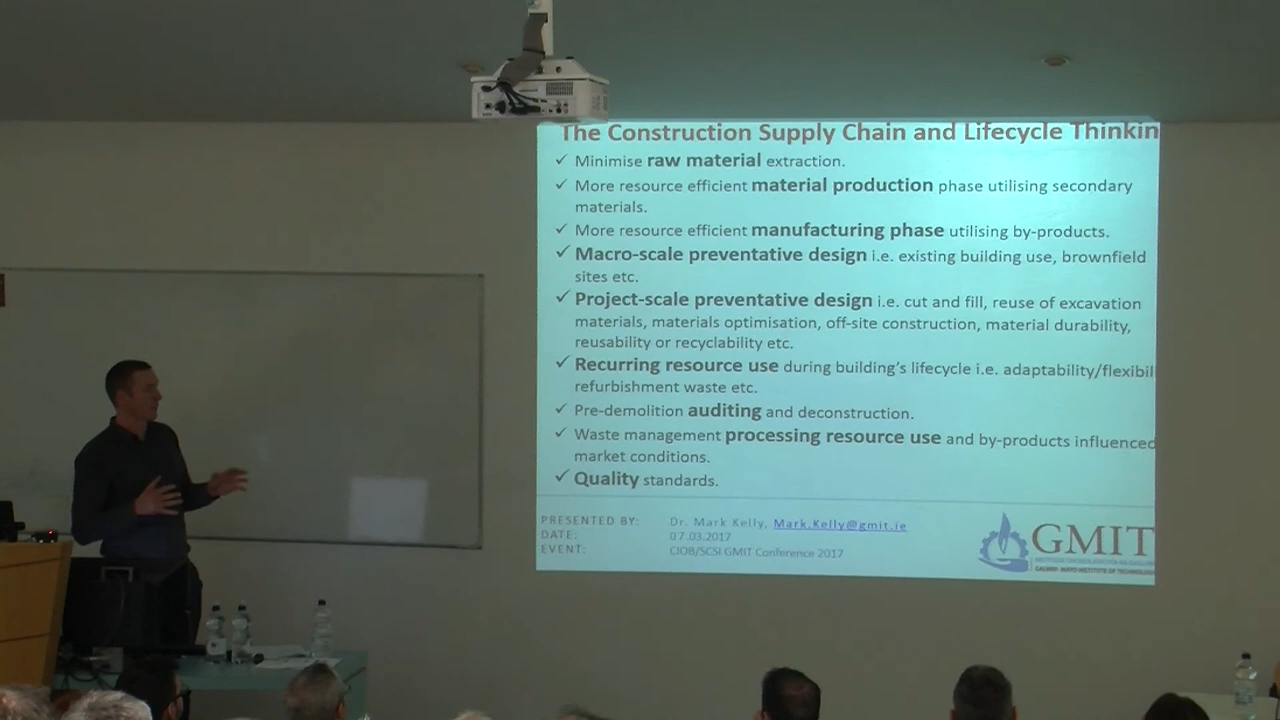 The Construction Supply Chain and Lifecycle Thinkin
✓ Minimise raw material extraction.
✓ More resource efficient material production phase utilising secondary
materials.
✓ More resource efficient manufacturing phase utilising by-products.
✓ Macro-scale preventative design i.e. existing building use, brownfield
sites etc.
✓ Project-scale preventative design i.e. cut and fill, reuse of excavation
materials, materials optimisation, off-site construction, material durability,
reusability or recyclability etc.
✓ Recurring resource use during building's lifecycle i.e. adaptability/flexibil
refurbishment waste etc.
✓ Pre-demolition auditing and deconstruction.
✓ Waste management processing resource use and by-products influenced
market conditions.
✓ Quality standards.
PRESENTED BY: Dr. Mark Kelly, Mark.Kelly@gmit.ie
DATE: 07.03.2017
EVENT: CIOB/SCSI GMIT Conference 2017
GMIT
GALWAY-MAYO INSTITUTE OF TECHNOLOGY